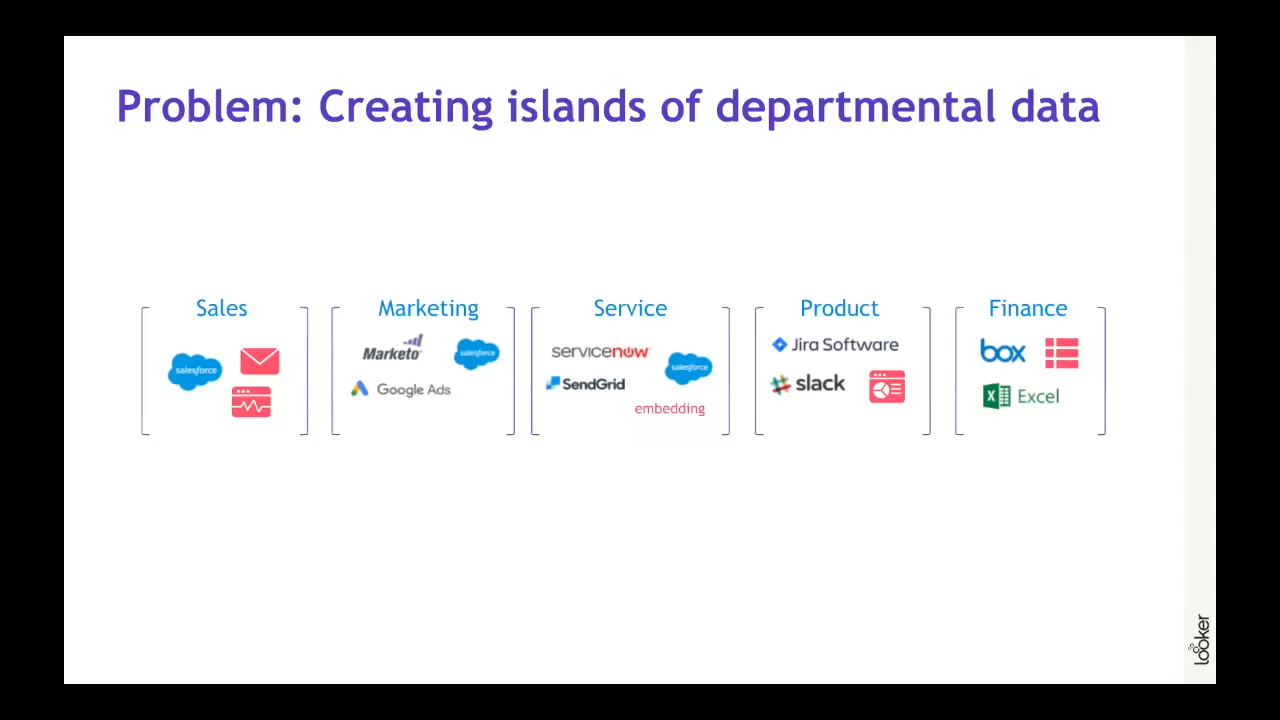 Problem: Creating islands of departmental data
Sales
salesforce
Marketing
Marketo
salesforce
Google Ads
Service
servicenow
salesforce
SendGrid
embedding
Product
Jira Software
slack
Finance
box
Excel
looker